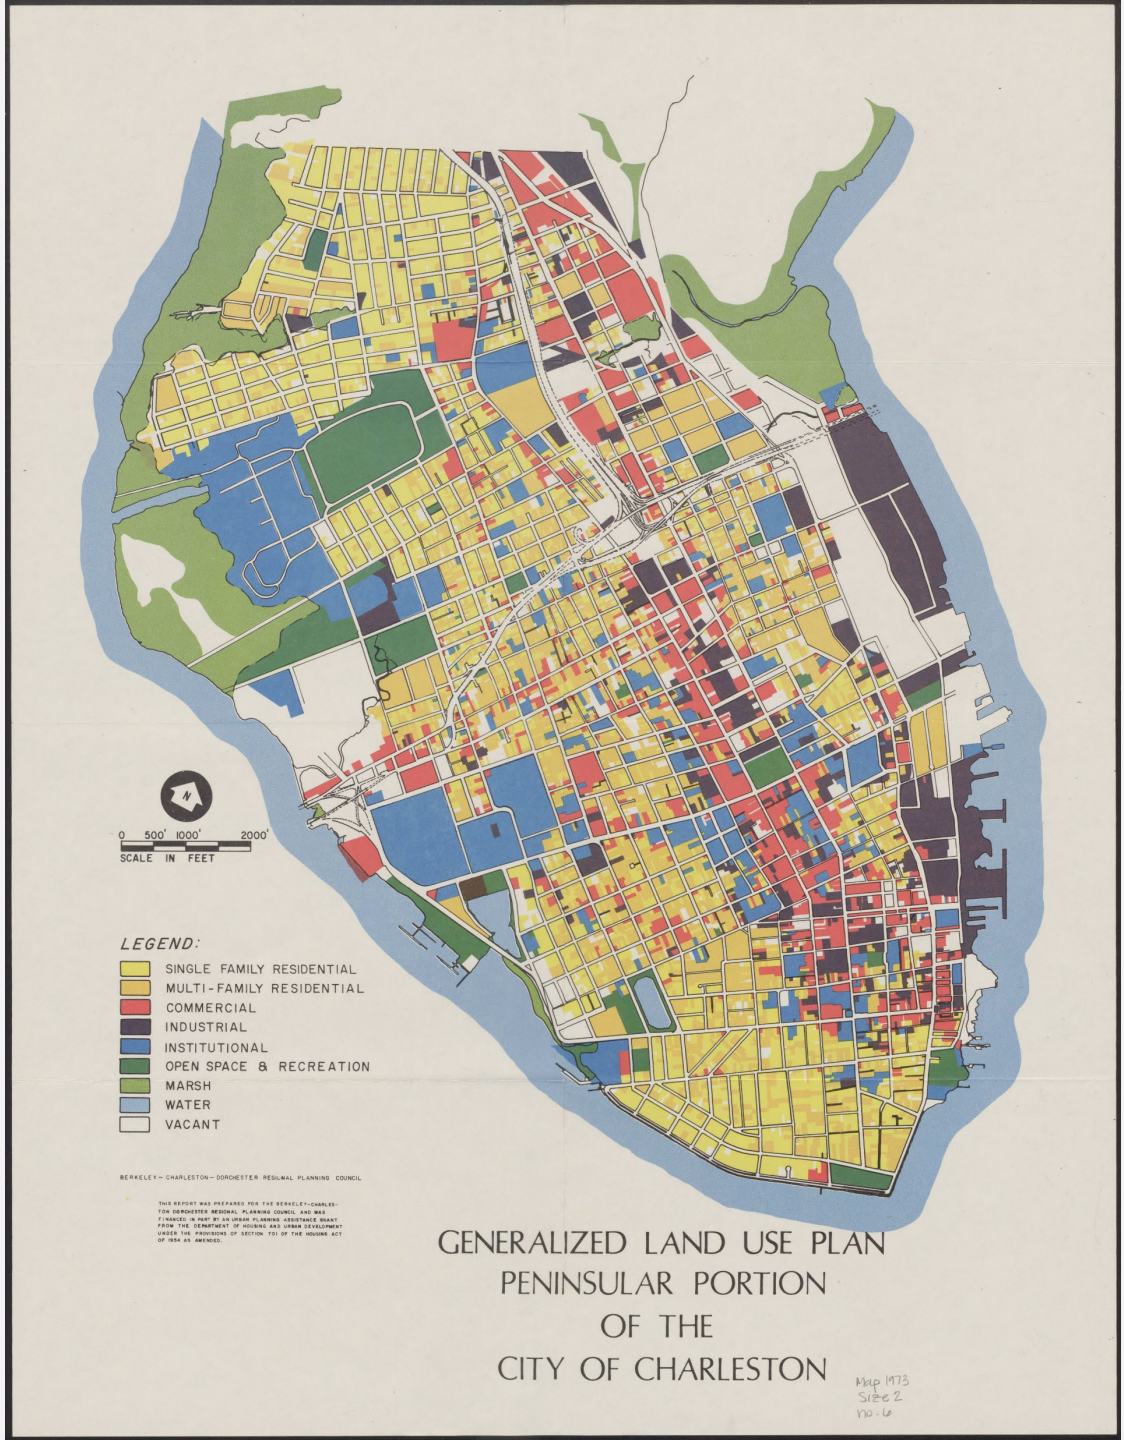 N
0 500' 1000' 2000'
SCALE IN FEET
LEGEND:
SINGLE FAMILY RESIDENTIAL
MULTI-FAMILY RESIDENTIAL
COMMERCIAL
INDUSTRIAL
INSTITUTIONAL
OPEN SPACE & RECREATION
MARSH
WATER
VACANT
BERKELEY-CHARLESTON-DORCHESTER REGIONAL PLANNING COUNCIL
THIS REPORT WAS PREPARED FOR THE BERKELEY-CHARLES-
TON DORCHESTER REGIONAL PLANNING COUNCIL AND WAS
FINANCED IN PART BY AN URBAN PLANNING ASSISTANCE GRANT
FROM THE DEPARTMENT OF HOUSING AND URBAN DEVELOPMENT
UNDER THE PROVISIONS OF SECTION 701 OF THE HOUSING ACT
OF 1954 AS AMENDED.
GENERALIZED LAND USE PLAN
PENINSULAR PORTION
OF THE
CITY OF CHARLESTON
Map 1973
Size 2
no. 6